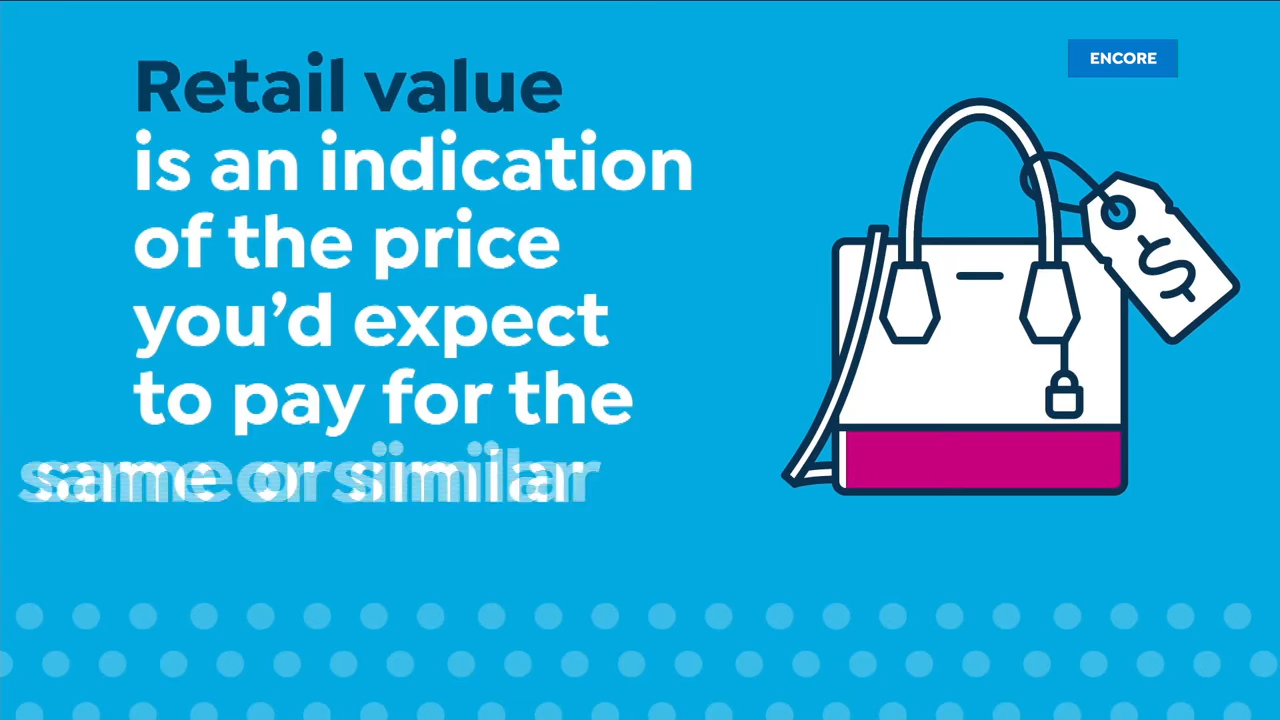 Retail value
ENCORE
is an indication
of the price
you’d expect
to pay for the
same or similar
$